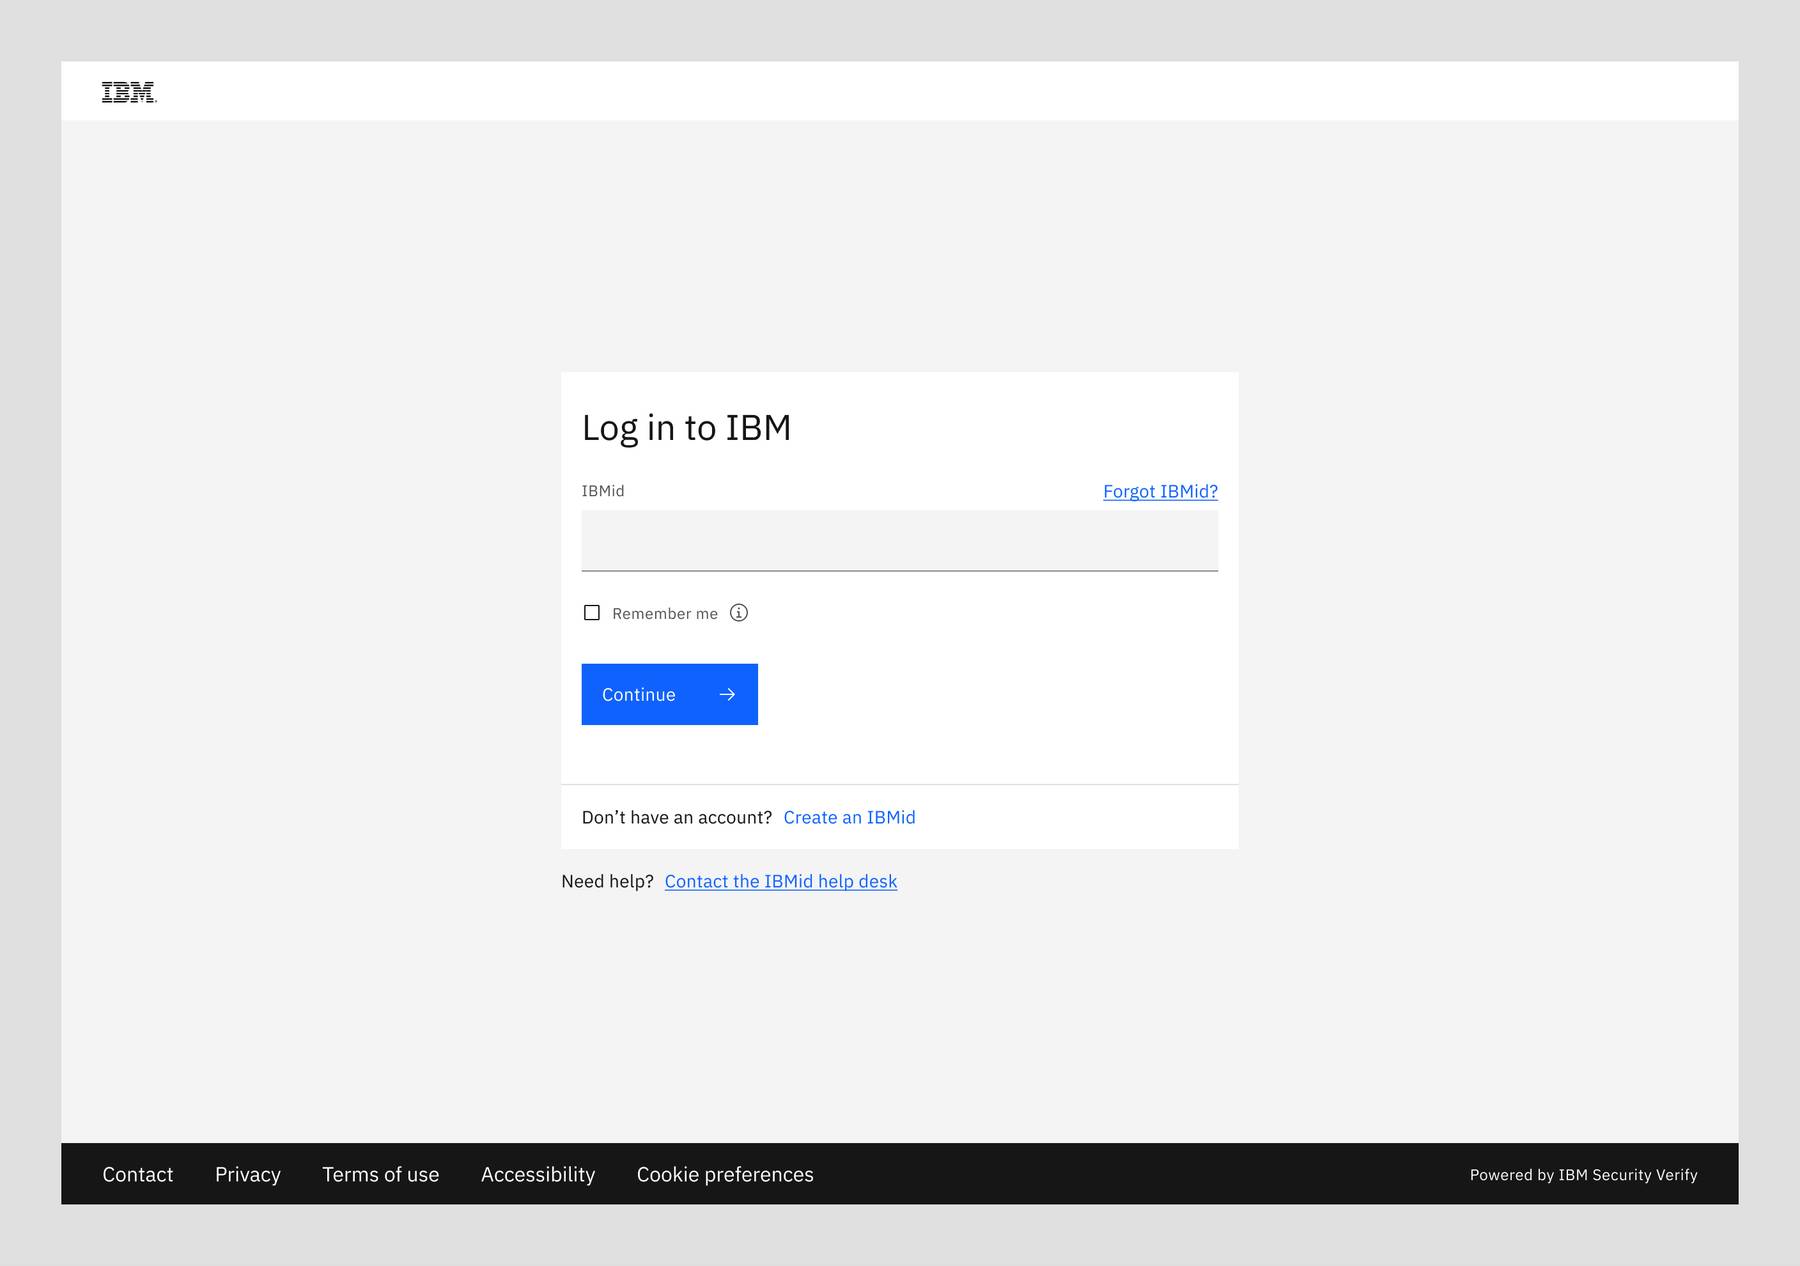 IBM
Log in to IBM
IBMid Forgot IBMid?
Remember me
Continue
Don’t have an account? Create an IBMid
Need help? Contact the IBMid help desk
Contact Privacy Terms of use Accessibility Cookie preferences Powered by IBM Security Verify